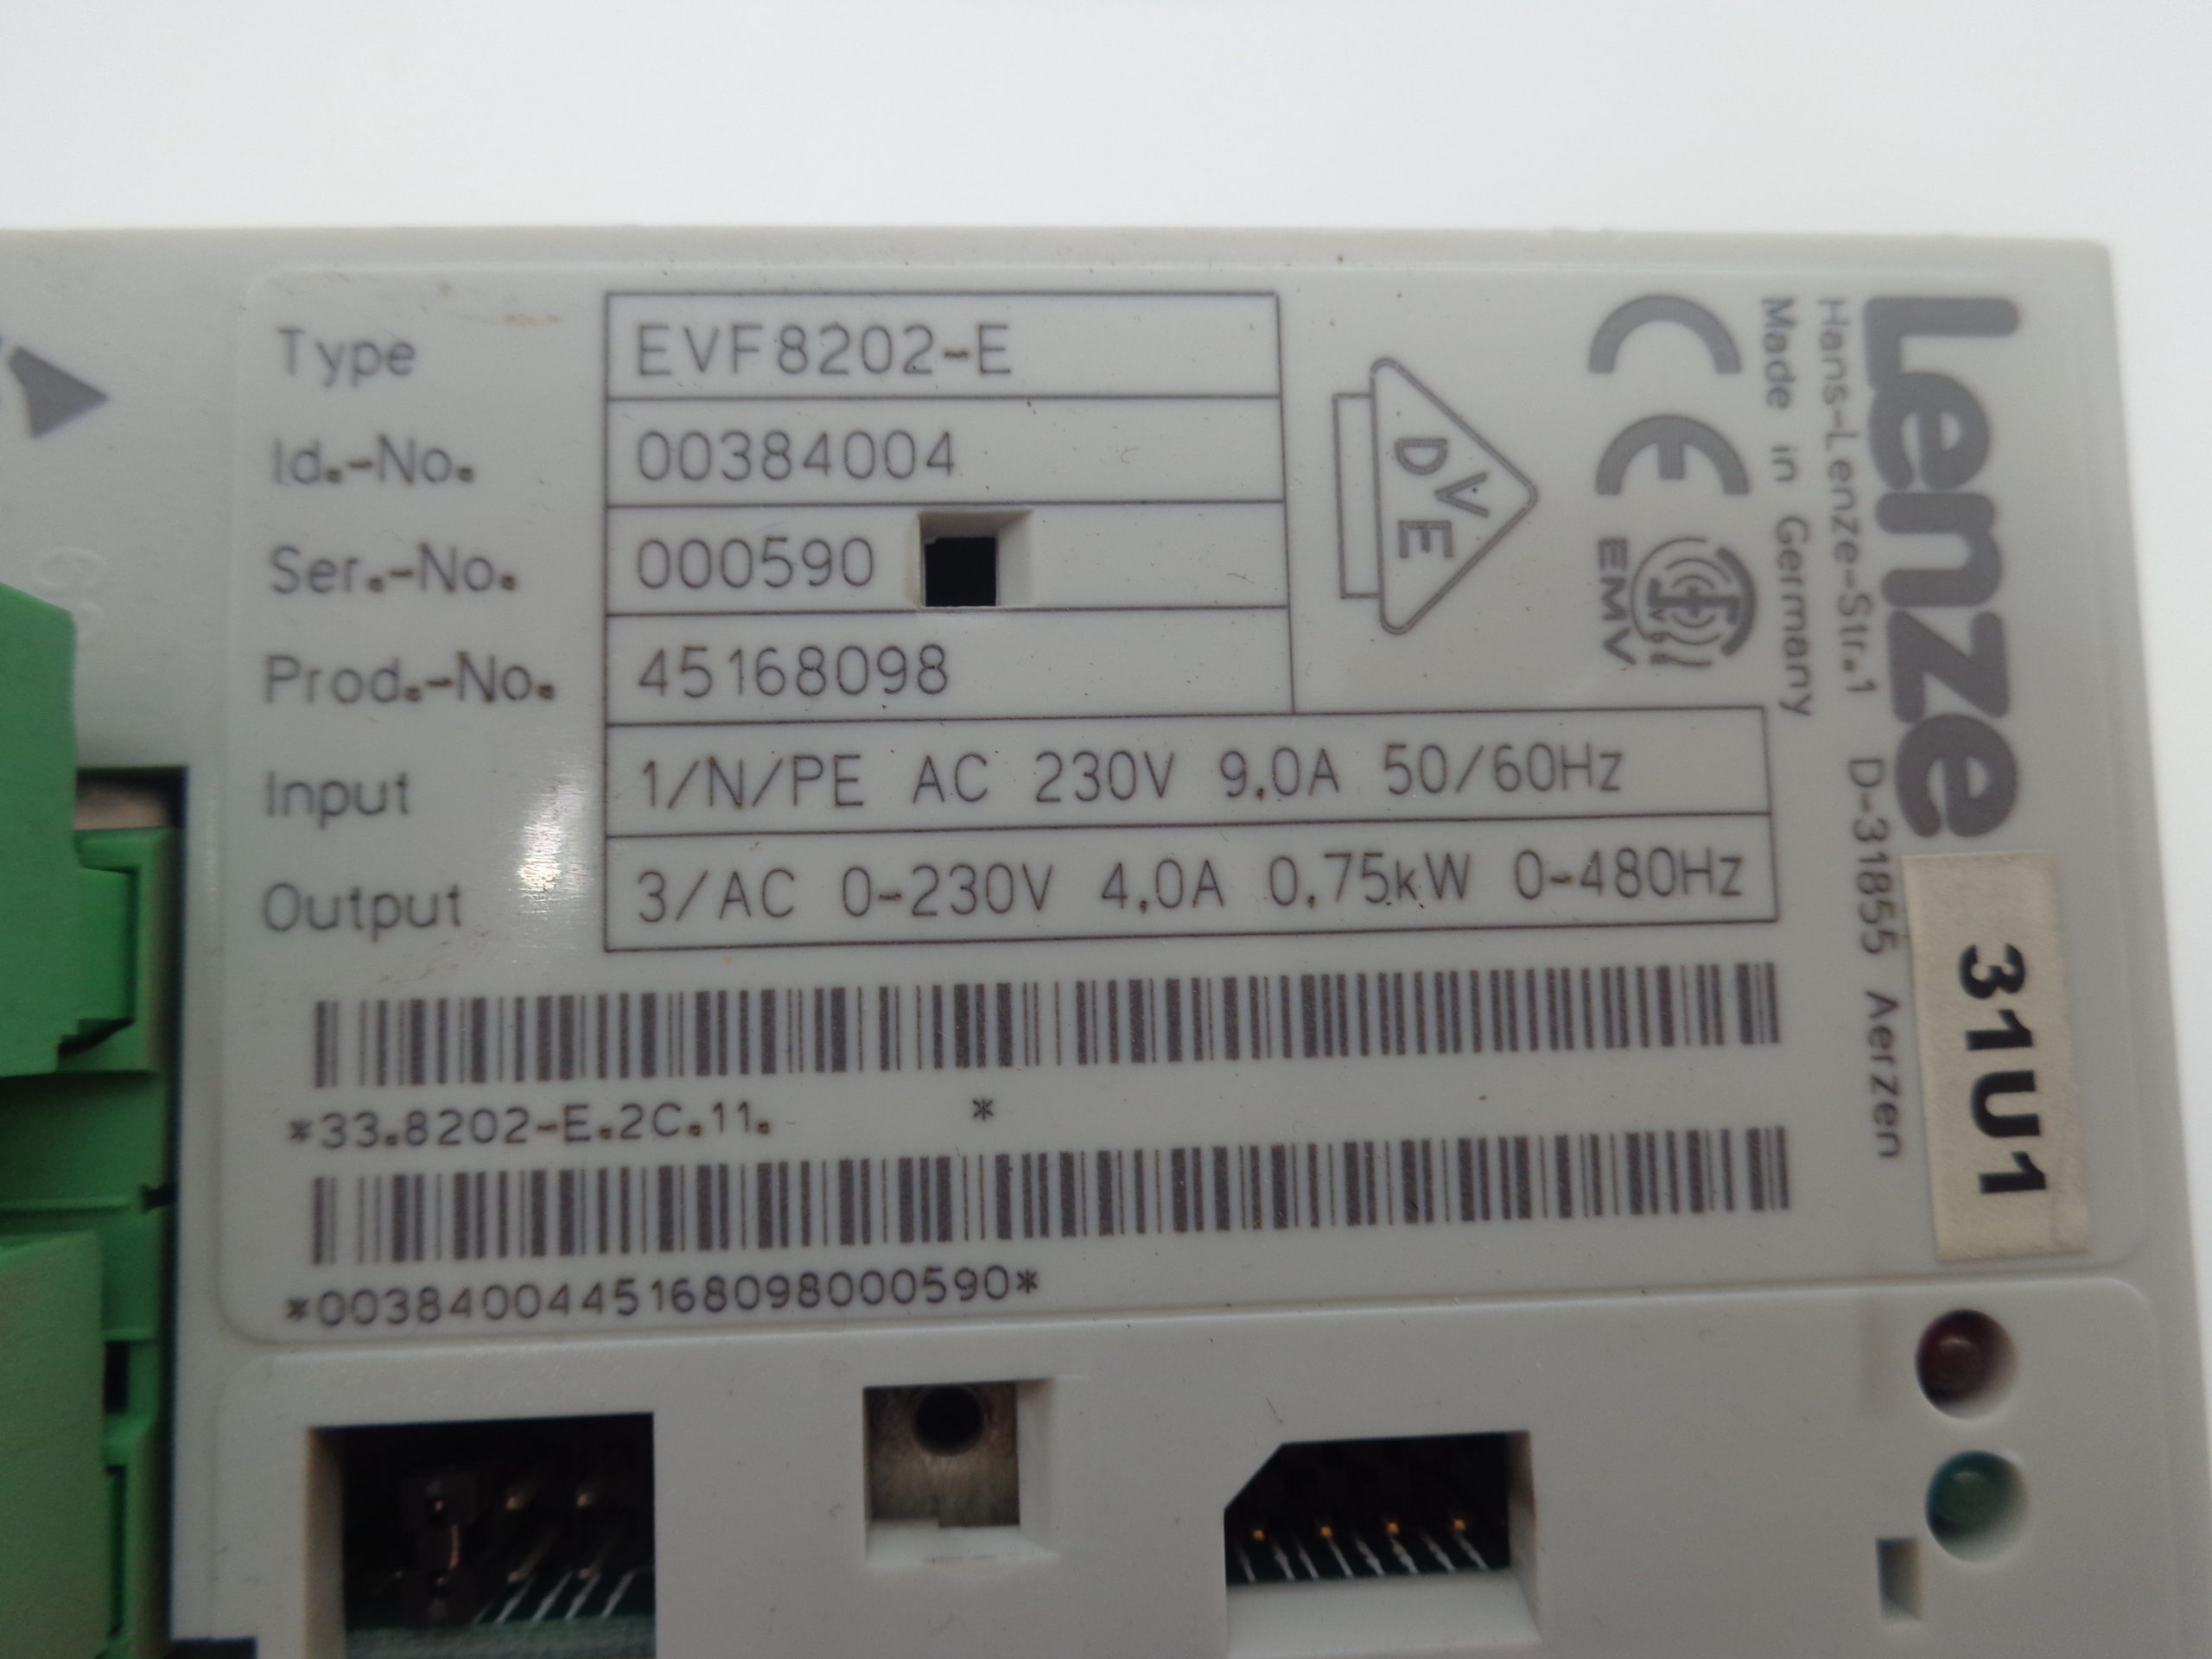 Type EVF8202-E
Id.-No. 00384004
Ser.-No. 000590
Prod.-No. 45168098
Input 1/N/PE AC 230V 9.0A 50/60Hz
Output 3/AC 0-230V 4.0A 0.75kW 0-480Hz
*33.8202-E.2C.11. *
*0038400445168098000590*
DVE
CE
EMV
Made in Germany
Hans-Lenze-Str.1 D-31855 Aerzen
Lenze
31U1